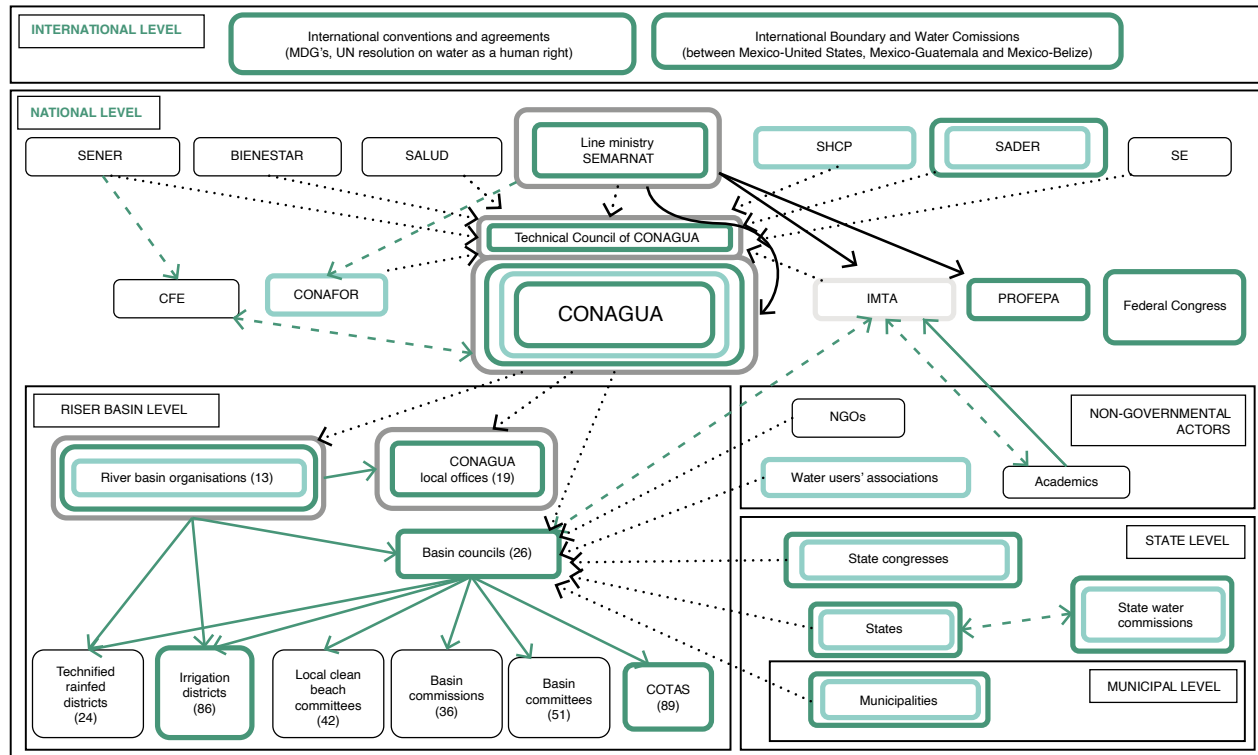 INTERNATIONAL LEVEL
International conventions and agreements
(MDG's, UN resolution on water as a human right)
International Boundary and Water Comissions
(between Mexico-United States, Mexico-Guatemala and Mexico-Belize)
NATIONAL LEVEL
SENER
BIENESTAR
SALUD
Line ministry
SEMARNAT
SHCP
SADER
SE
Technical Council of CONAGUA
CFE
CONAFOR
CONAGUA
IMTA
PROFEPA
Federal Congress
RISER BASIN LEVEL
River basin organisations (13)
CONAGUA
local offices (19)
Basin councils (26)
Technified
rainfed
districts
(24)
Irrigation
districts
(86)
Local clean
beach
committees
(42)
Basin
commissions
(36)
Basin
committees
(51)
COTAS
(89)
NON-GOVERNMENTAL
ACTORS
NGOs
Water users' associations
Academics
STATE LEVEL
State congresses
States
State water
commissions
MUNICIPAL LEVEL
Municipalities